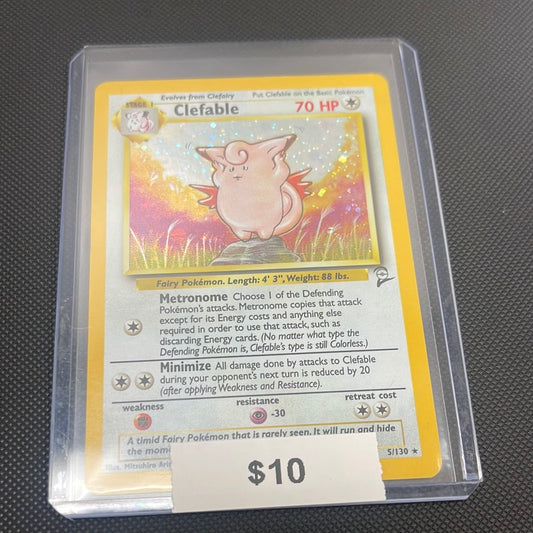 Evolves from Clefairy Put Clefable on the Basic Pokémon
STAGE 1
Clefable 70 HP
Fairy Pokémon. Length: 4' 3", Weight: 88 lbs.
Metronome Choose 1 of the Defending
Pokémon's attacks. Metronome copies that attack
except for its Energy costs and anything else
required in order to use that attack, such as
discarding Energy cards. (No matter what type the
Defending Pokémon is, Clefable's type is still Colorless.)
Minimize All damage done by attacks to Clefable
during your opponent's next turn is reduced by 20
(after applying Weakness and Resistance).
weakness resistance retreat cost
-30
A timid Fairy Pokémon that is rarely seen. It will run and hide
the mom
Illus. Mitsuhiro Ari
5/130
$10